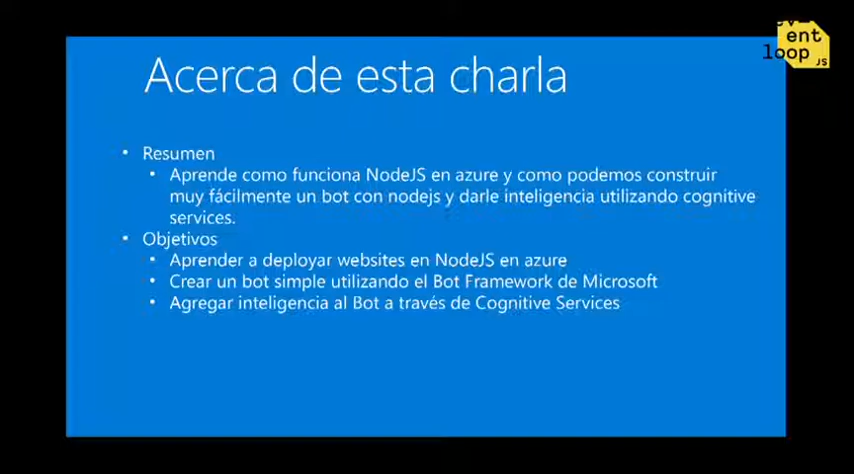 Acerca de esta charla
ent
loop
JS
• Resumen
• Aprende como funciona NodeJS en azure y como podemos construir
muy fácilmente un bot con nodejs y darle inteligencia utilizando cognitive
services.
• Objetivos
• Aprender a deployar websites en NodeJS en azure
• Crear un bot simple utilizando el Bot Framework de Microsoft
• Agregar inteligencia al Bot a través de Cognitive Services